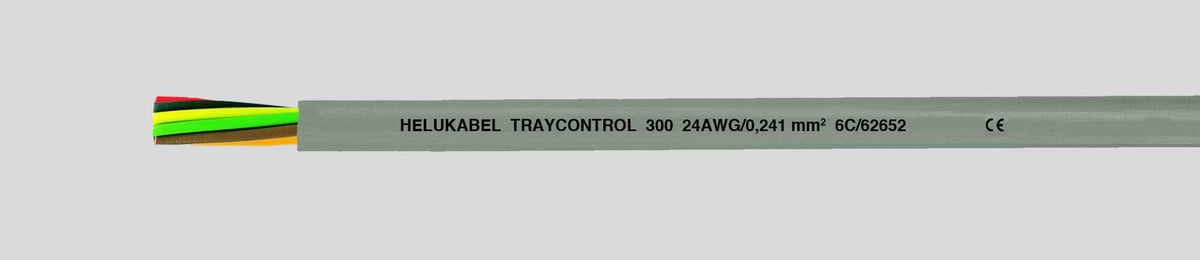 HELUKABEL TRAYCONTROL 300 24AWG/0,241 mm² 6C/62652 CE